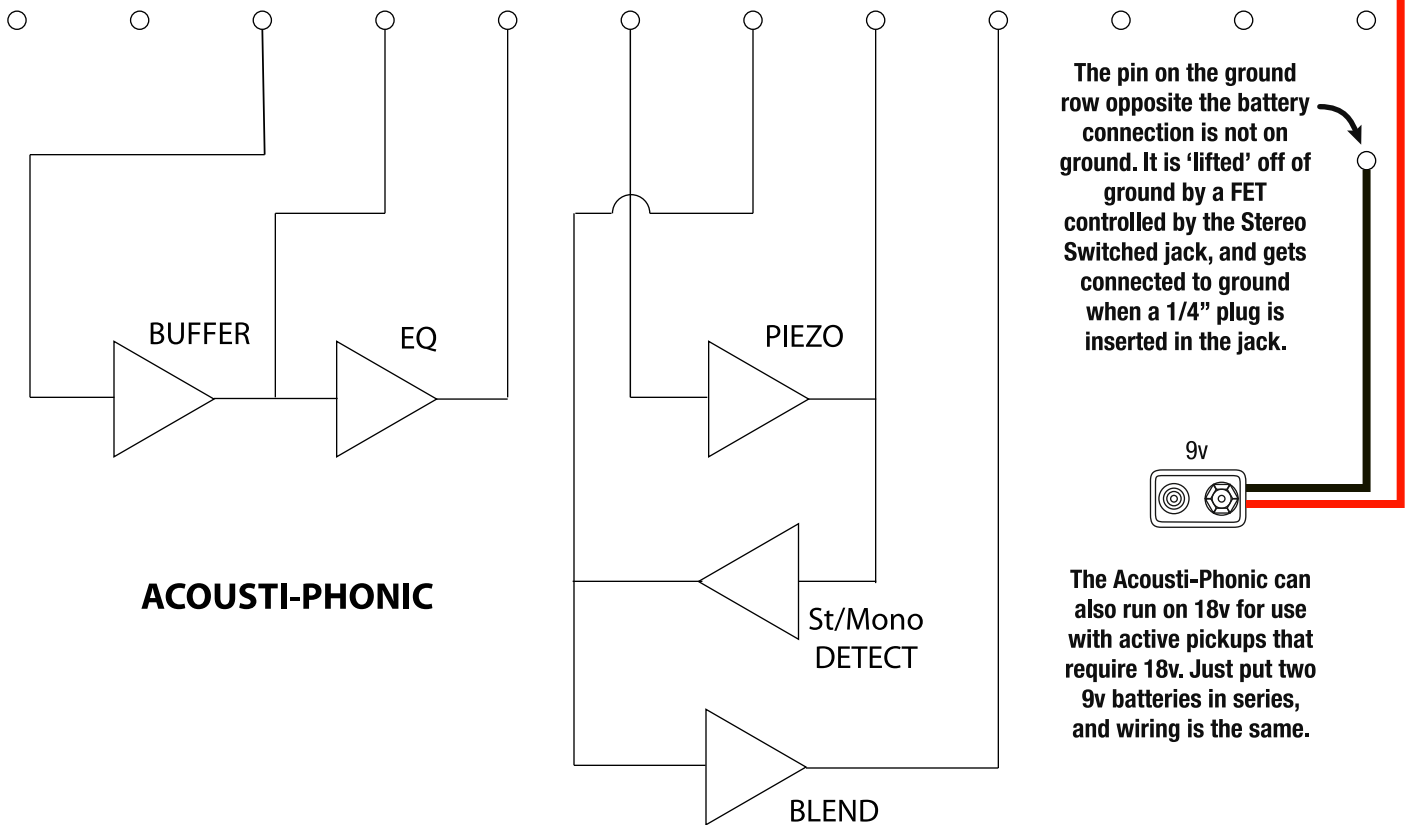 The pin on the ground
row opposite the battery
connection is not on
ground. It is ‘lifted’ off of
ground by a FET
controlled by the Stereo
Switched jack, and gets
connected to ground
when a 1/4” plug is
inserted in the jack.
BUFFER
EQ
PIEZO
9v
ACOUSTI-PHONIC
St/Mono
DETECT
The Acousti-Phonic can
also run on 18v for use
with active pickups that
require 18v. Just put two
9v batteries in series,
and wiring is the same.
BLEND